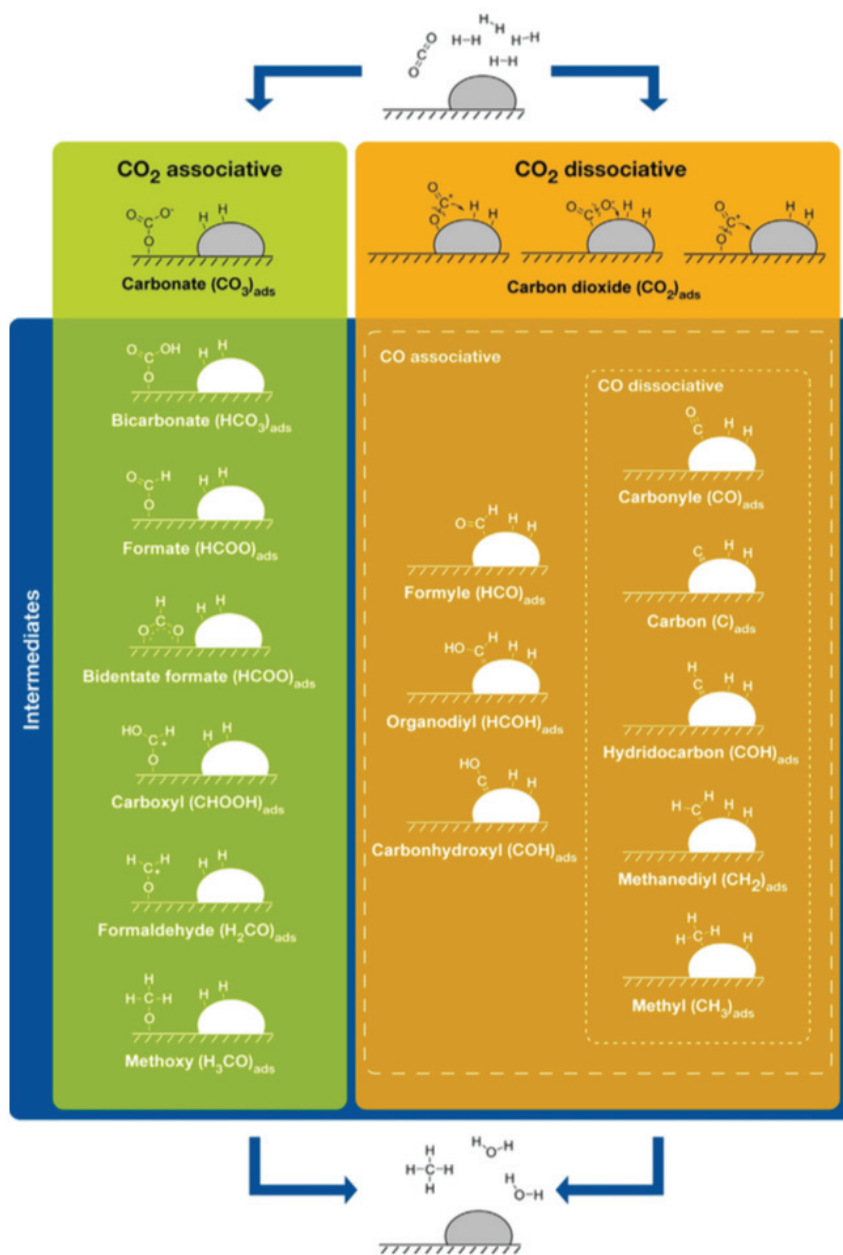 CO2 associative
CO2 dissociative
Carbonate (CO3)ads
Carbon dioxide (CO2)ads
Intermediates
CO associative
CO dissociative
Bicarbonate (HCO3)ads
Formate (HCOO)ads
Bidentate formate (HCOO)ads
Carboxyl (CHOOH)ads
Formaldehyde (H2CO)ads
Methoxy (H3CO)ads
Formyle (HCO)ads
Organodiyl (HCOH)ads
Carbonhydroxyl (COH)ads
Carbonyle (CO)ads
Carbon (C)ads
Hydridocarbon (COH)ads
Methanediyl (CH2)ads
Methyl (CH3)ads